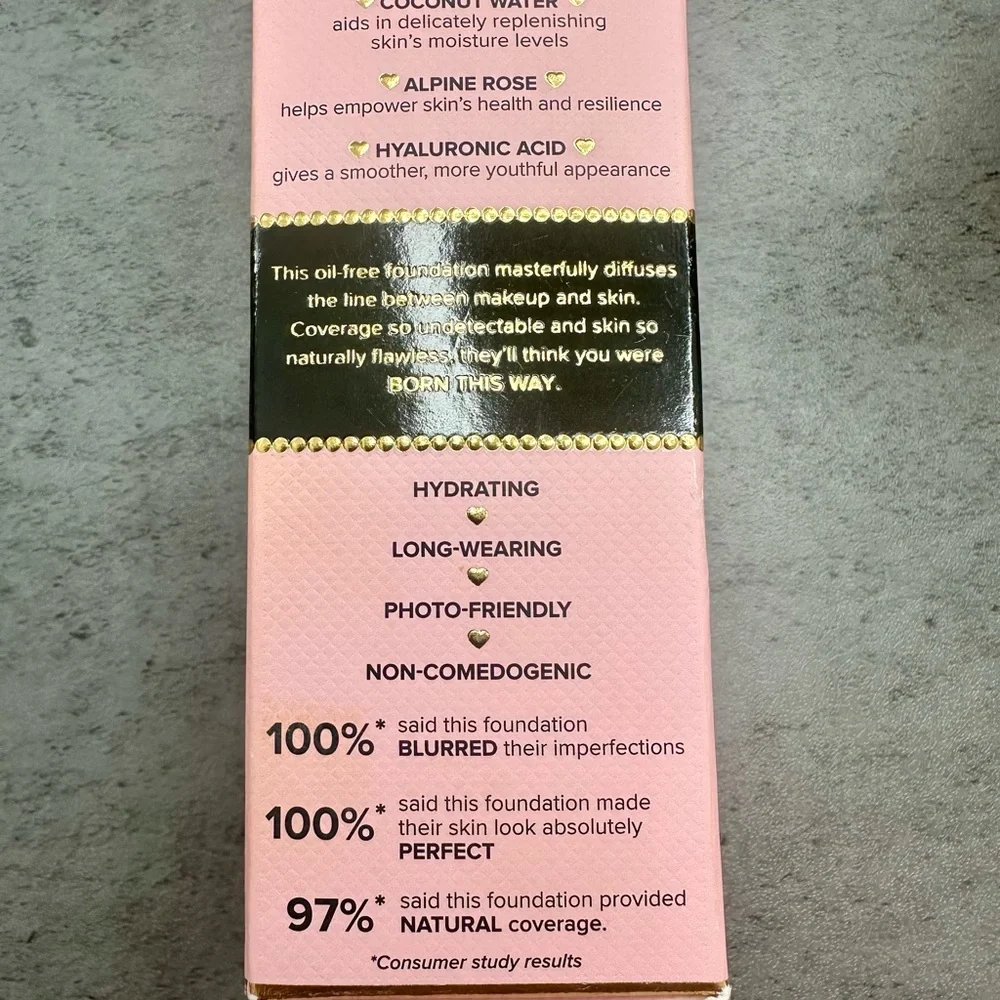 COCONUT WATER
aids in delicately replenishing
skin's moisture levels
ALPINE ROSE
helps empower skin's health and resilience
HYALURONIC ACID
gives a smoother, more youthful appearance
This oil-free foundation masterfully diffuses
the line between makeup and skin.
Coverage so undetectable and skin so
naturally flawless, they'll think you were
BORN THIS WAY.
HYDRATING
LONG-WEARING
PHOTO-FRIENDLY
NON-COMEDOGENIC
100%* said this foundation
BLURRED their imperfections
100%* said this foundation made
their skin look absolutely
PERFECT
97%* said this foundation provided
NATURAL coverage.
*Consumer study results